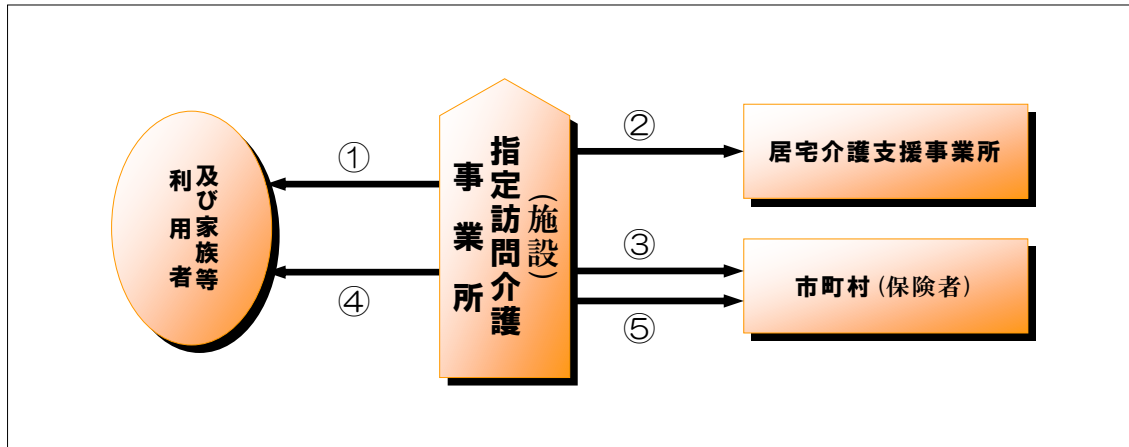 利用者
及び家族等
①
④
指定訪問介護
(施設)
事業所
②
③
⑤
居宅介護支援事業所
市町村(保険者)